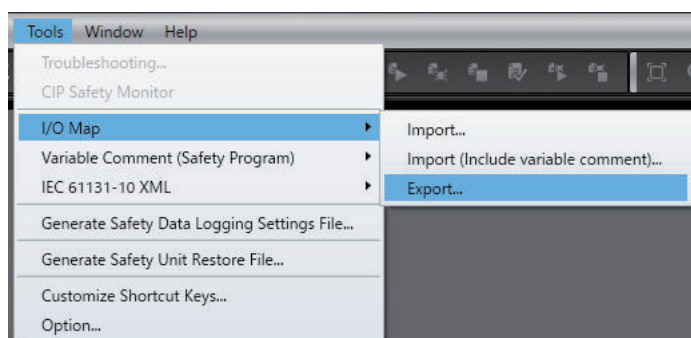 Tools Window Help
Troubleshooting...
CIP Safety Monitor
I/O Map
Import...
Variable Comment (Safety Program)
Import (Include variable comment)...
IEC 61131-10 XML
Export...
Generate Safety Data Logging Settings File...
Generate Safety Unit Restore File...
Customize Shortcut Keys...
Option...